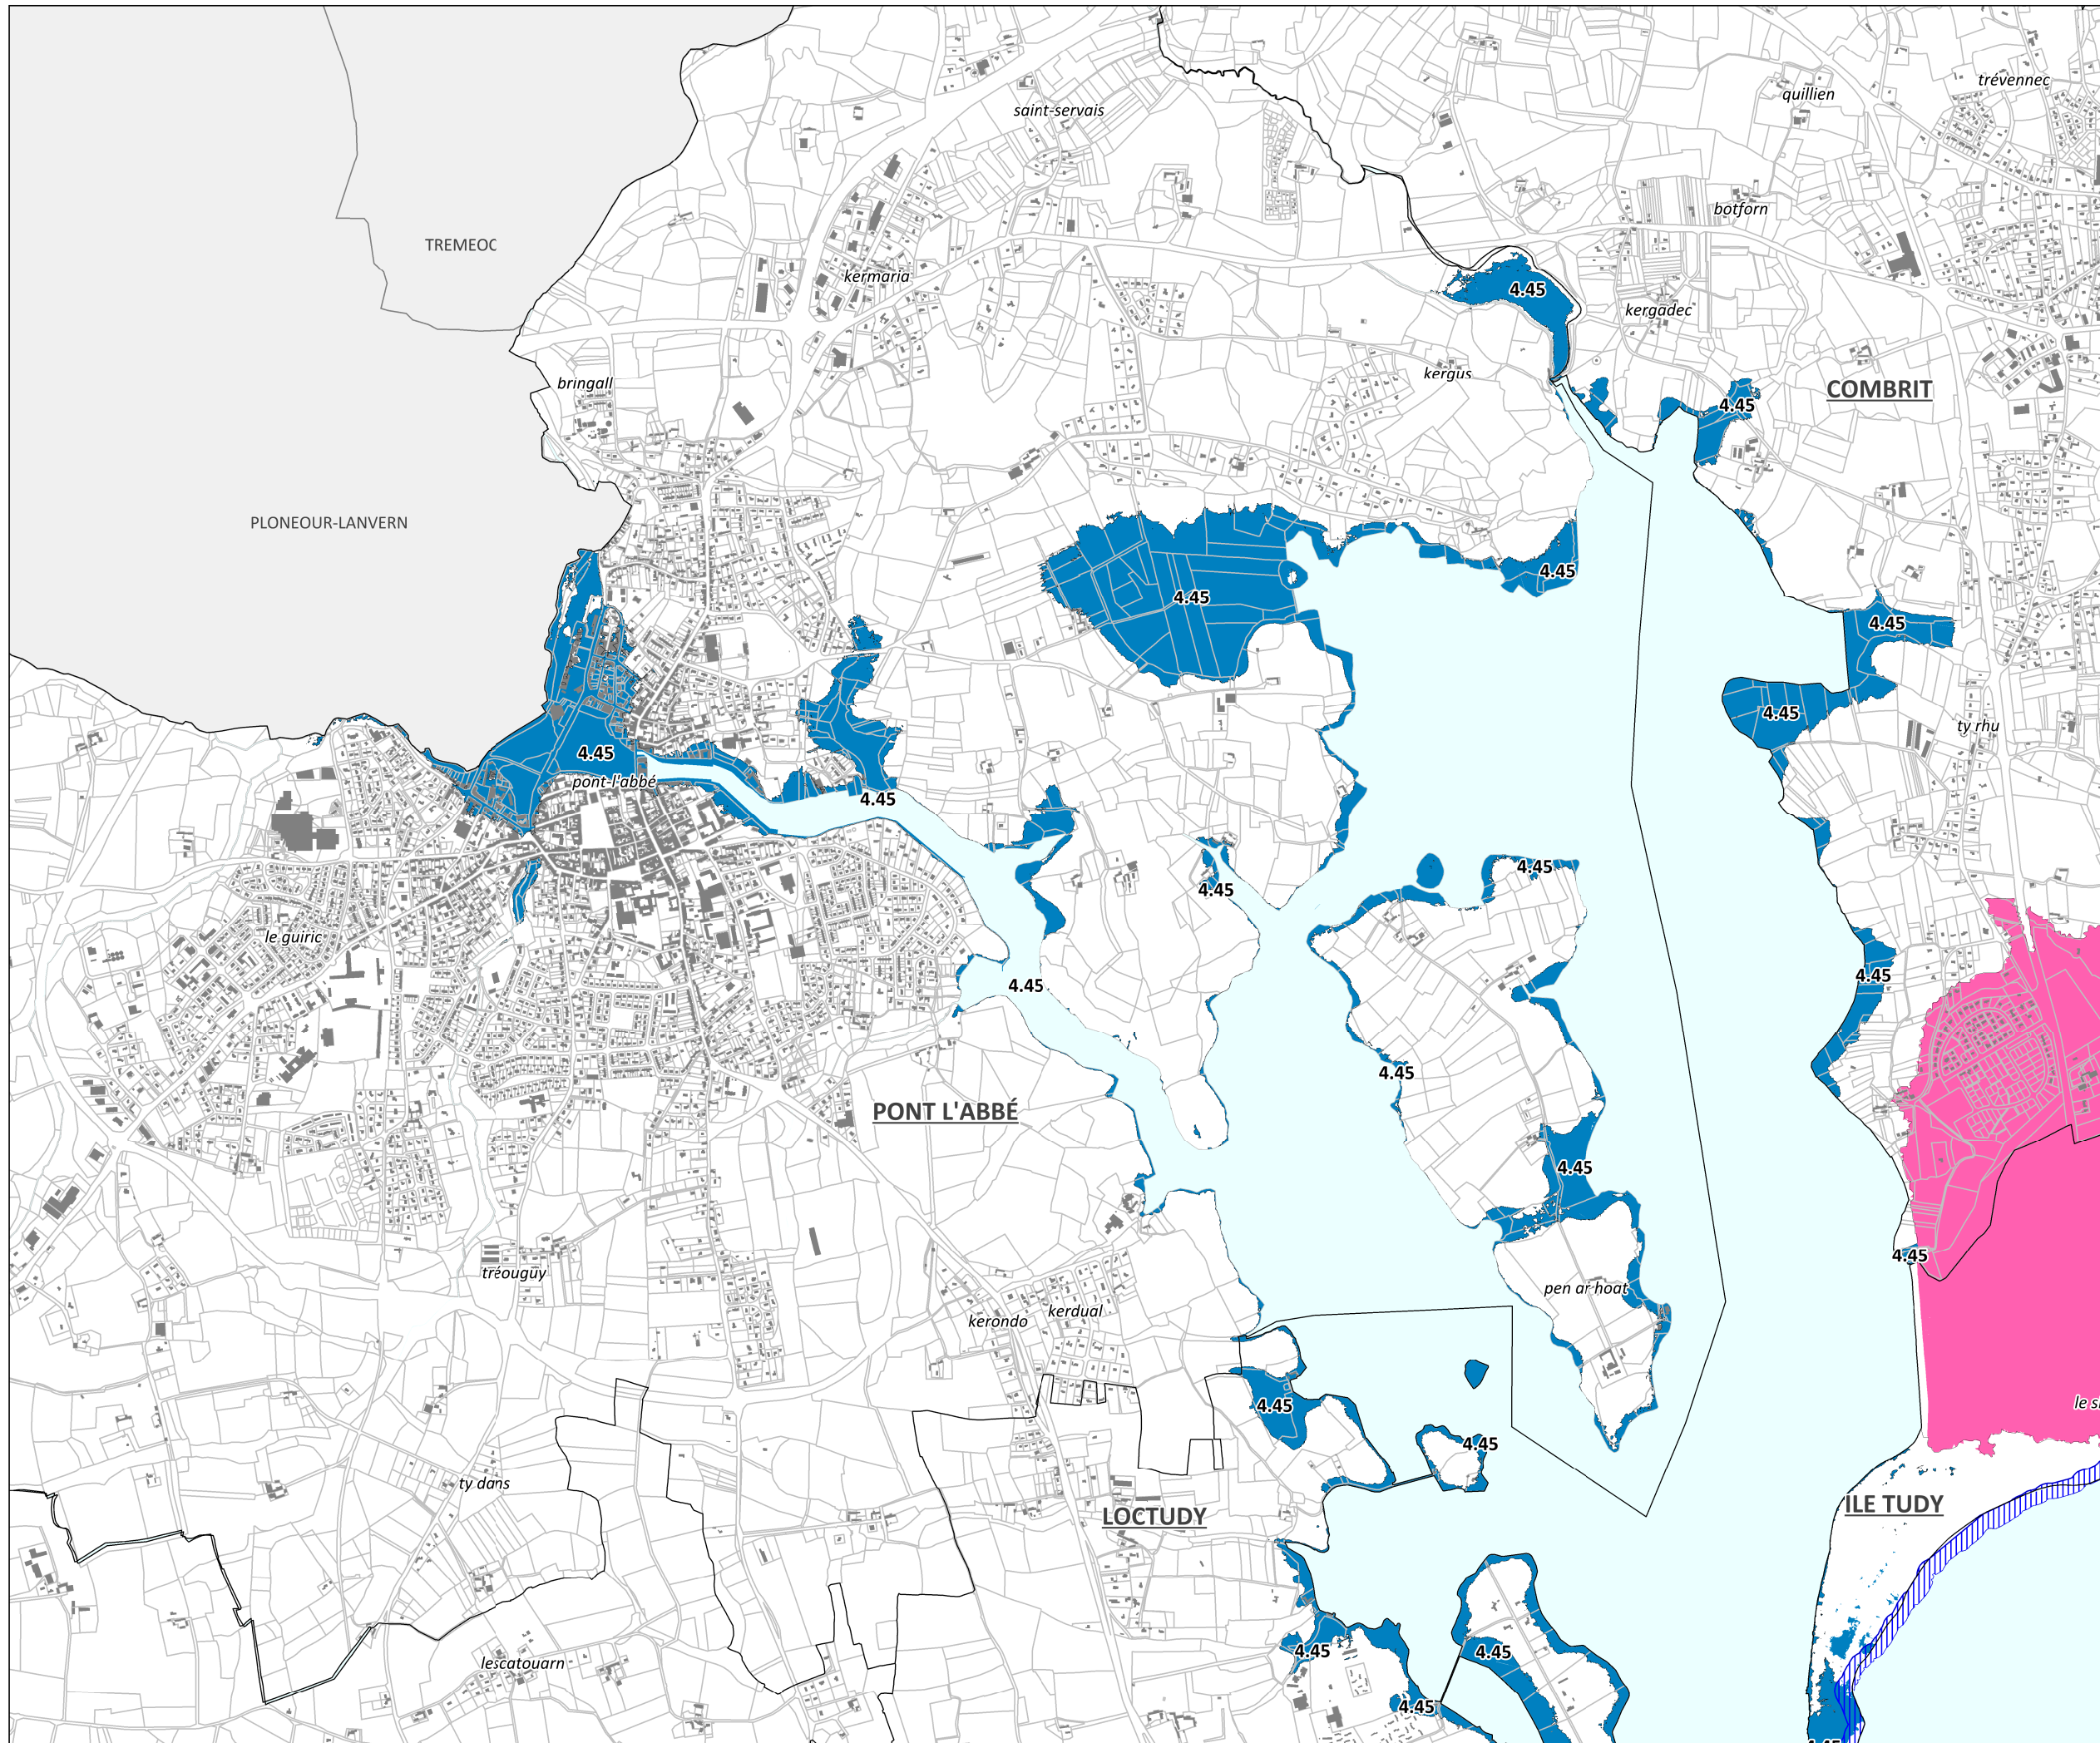 trévennec
quillien
saint-servais
botforn
TREMEOC
kermaria
4.45
kergadec
kergus
bringall
COMBRIT
4.45
PLONEOUR-LANVERN
4.45
4.45
4.45
4.45
ty rhu
4.45
pont-l'abbé
4.45
4.45
4.45
le guiric
4.45
4.45
4.45
PONT L'ABBÉ
4.45
4.45
tréouguy
pen ar hoat
kerdual
kerondo
le s
4.45
4.45
ty dans
ILE TUDY
LOCTUDY
4.45
4.45
lescatouarn
4.45
4.45